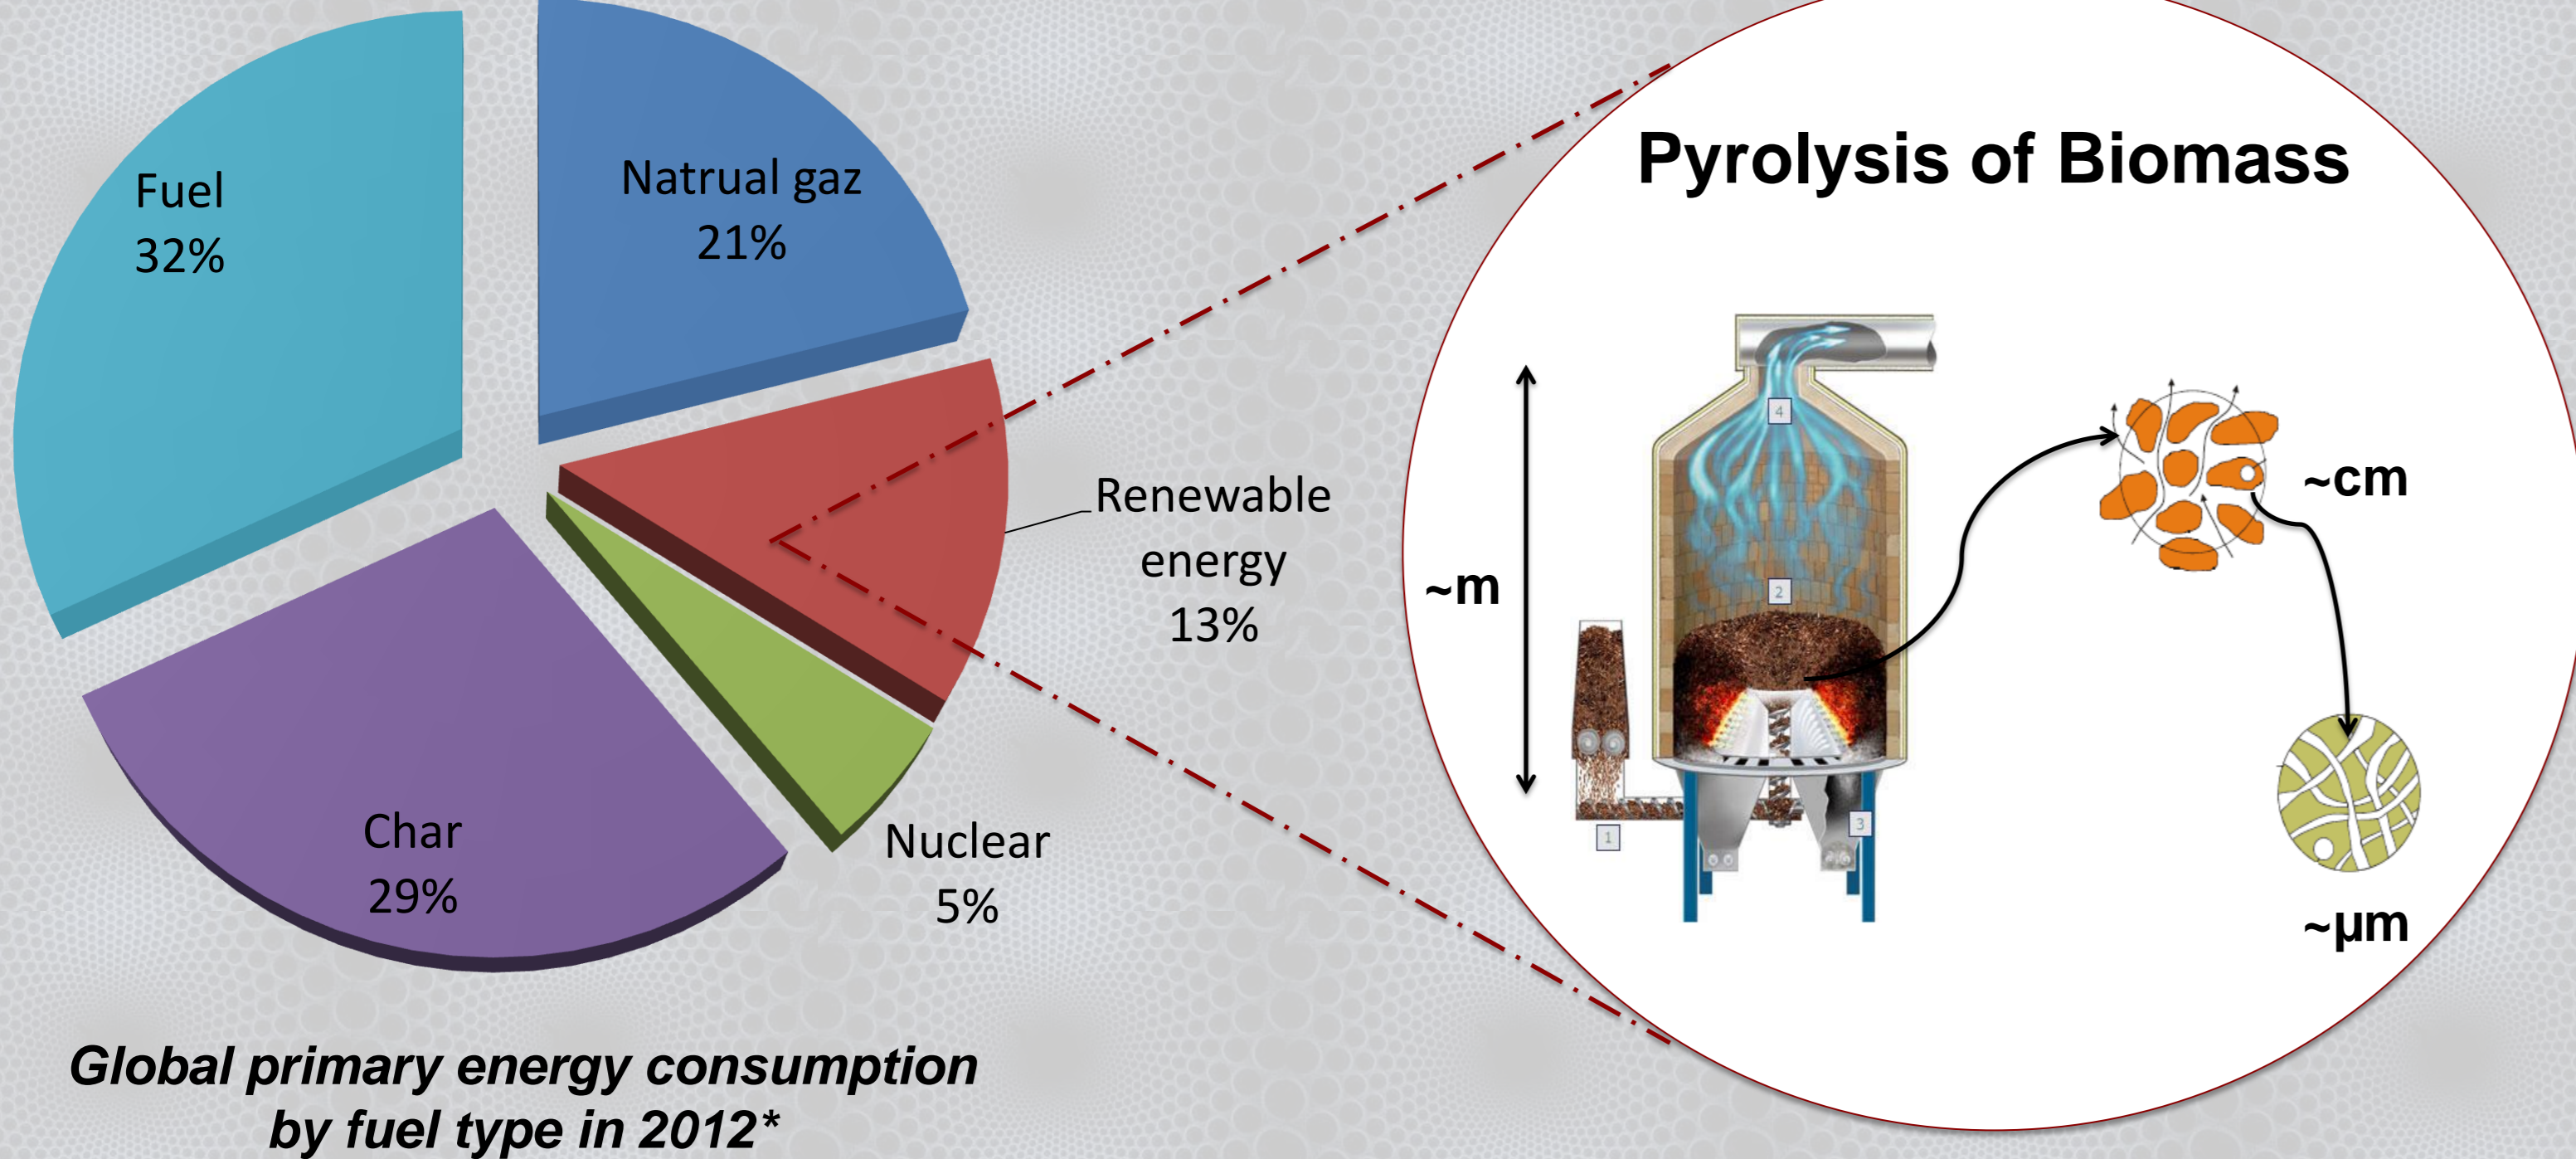 Fuel
32%
Natrual gaz
21%
Renewable
energy
13%
Nuclear
5%
Char
29%
Global primary energy consumption
by fuel type in 2012*
Pyrolysis of Biomass
~m
4
2
1
3
~cm
~µm